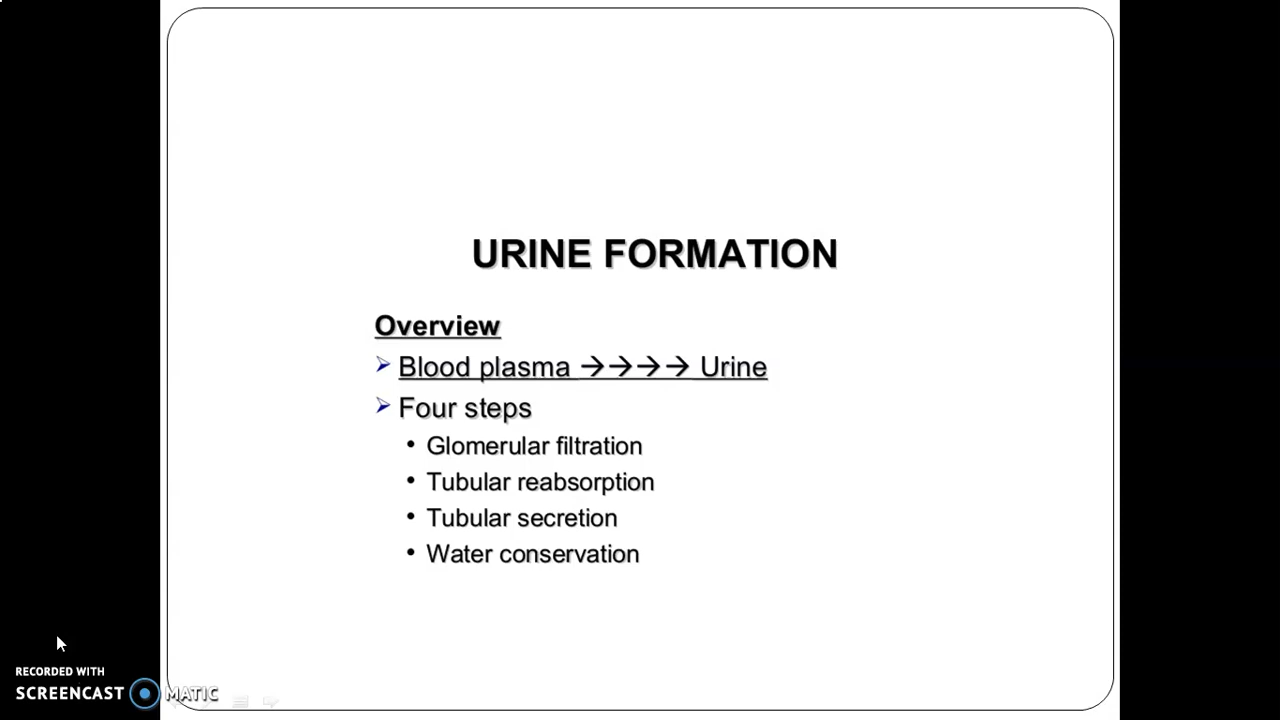 URINE FORMATION
Overview
➢ Blood plasma →→→→ Urine
➢ Four steps
• Glomerular filtration
• Tubular reabsorption
• Tubular secretion
• Water conservation
RECORDED WITH
SCREENCAST MATIC